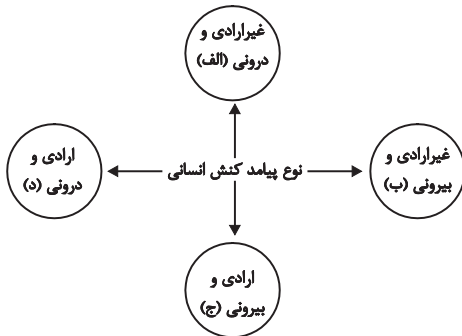 غیرارادی و
درونی (الف)
غیرارادی و
بیرونی (ب)
نوع پیامد کنش انسانی
ارادی و
درونی (د)
ارادی و
بیرونی (ج)